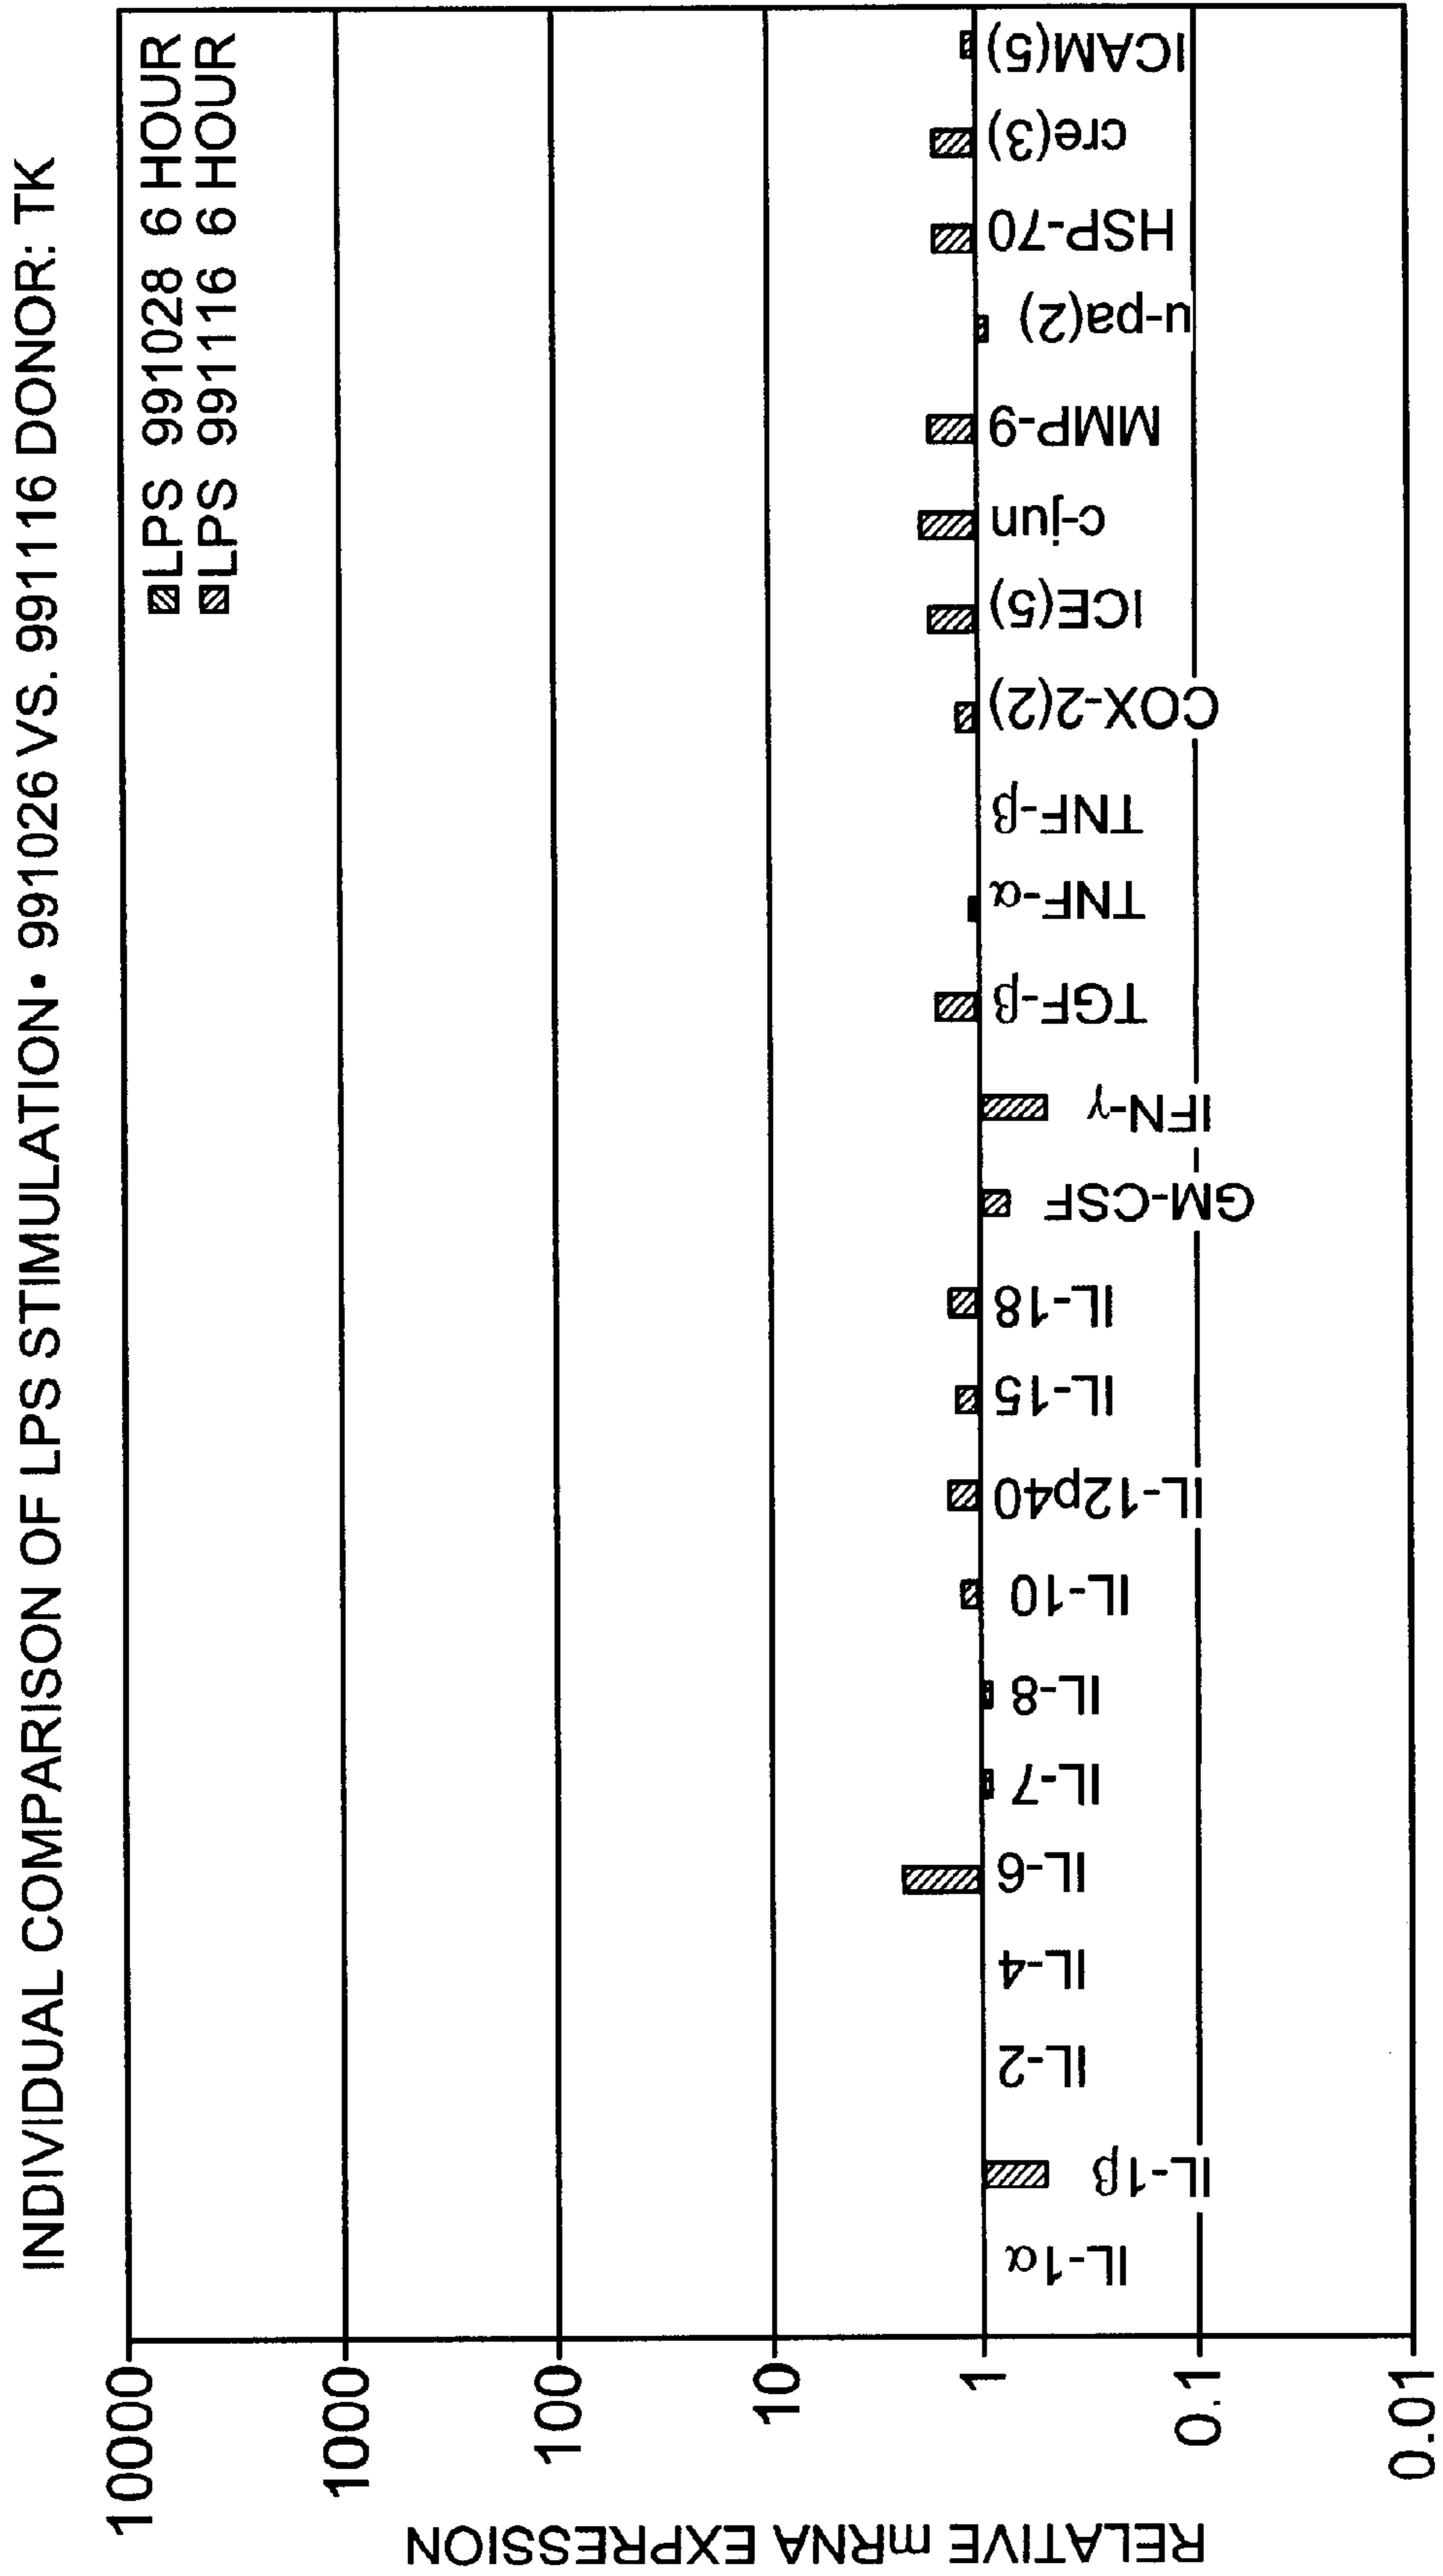 INDIVIDUAL COMPARISON OF LPS STIMULATION• 991026 VS. 991116 DONOR: TK
LPS 991028 6 HOUR
LPS 991116 6 HOUR
RELATIVE mRNA EXPRESSION
10000
1000
100
10
1
0.1
0.01
IL-1α
IL-1β
IL-2
IL-4
IL-6
IL-7
IL-8
IL-10
IL-12p40
IL-15
IL-18
GM-CSF
IFN-γ
TGF-β
TNF-α
TNF-β
COX-2(2)
ICE(5)
c-jun
MMP-9
u-pa(2)
HSP-70
cre(3)
ICAM(5)